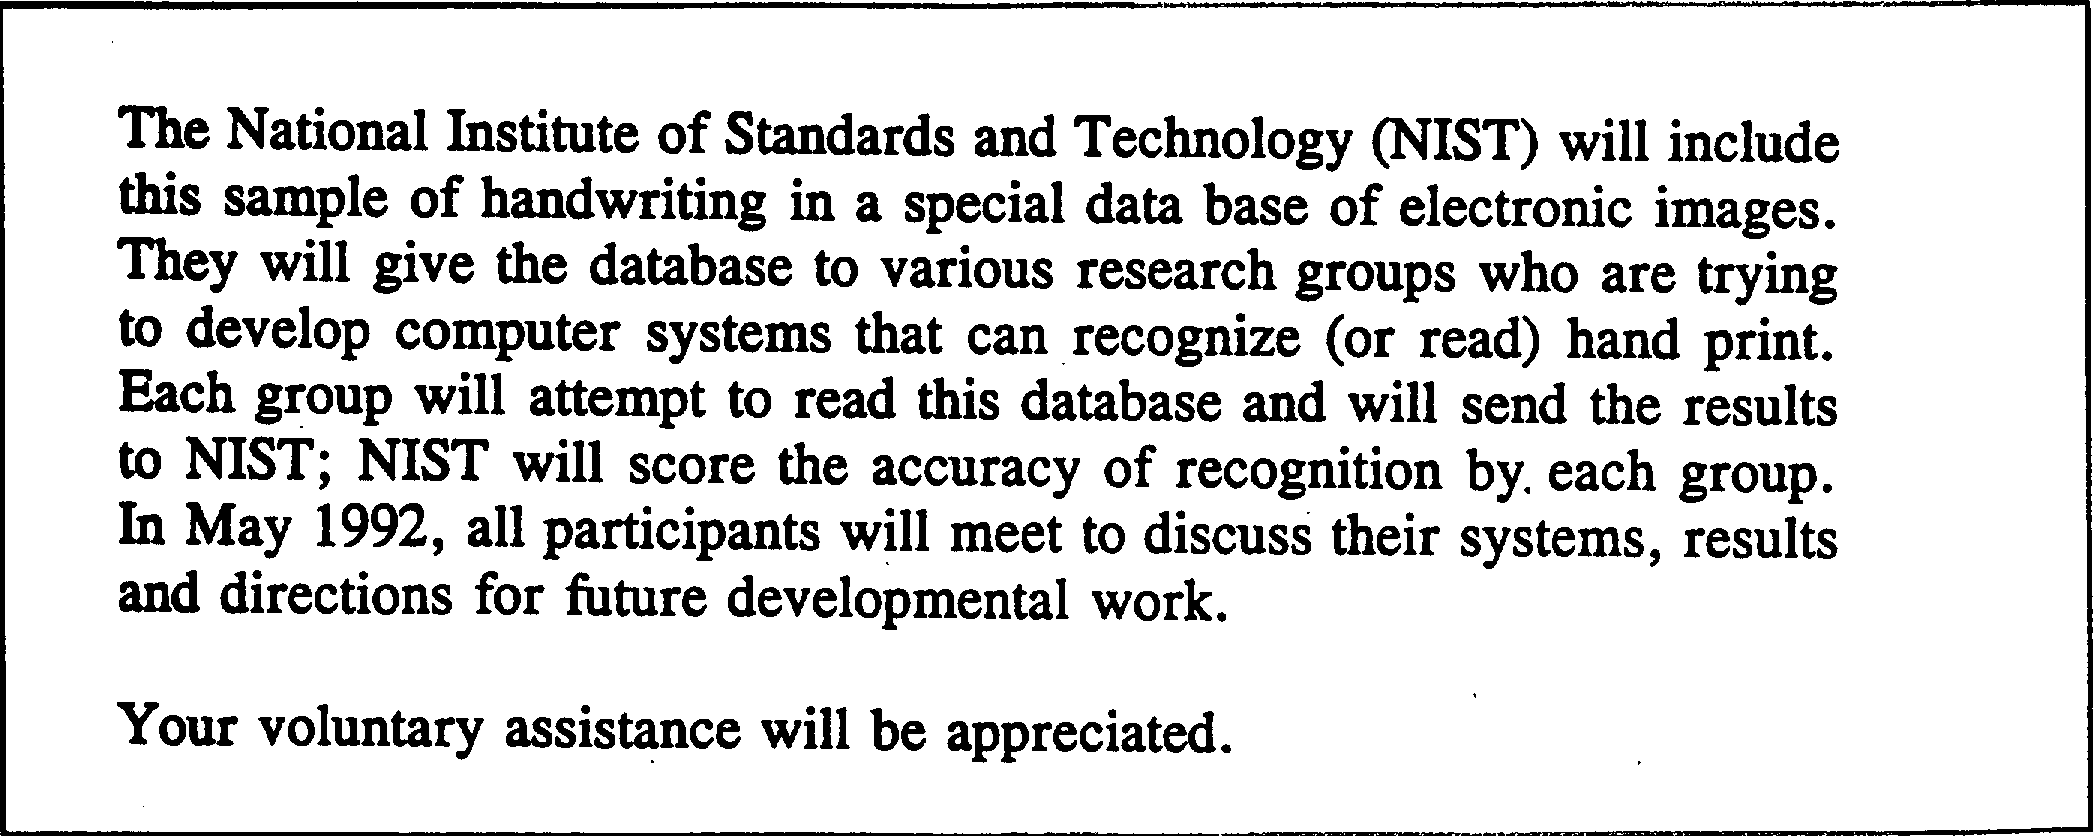 The National Institute of Standards and Technology (NIST) will include
this sample of handwriting in a special data base of electronic images.
They will give the database to various research groups who are trying
to develop computer systems that can recognize (or read) hand print.
Each group will attempt to read this database and will send the results
to NIST; NIST will score the accuracy of recognition by each group.
In May 1992, all participants will meet to discuss their systems, results
and directions for future developmental work.
Your voluntary assistance will be appreciated.